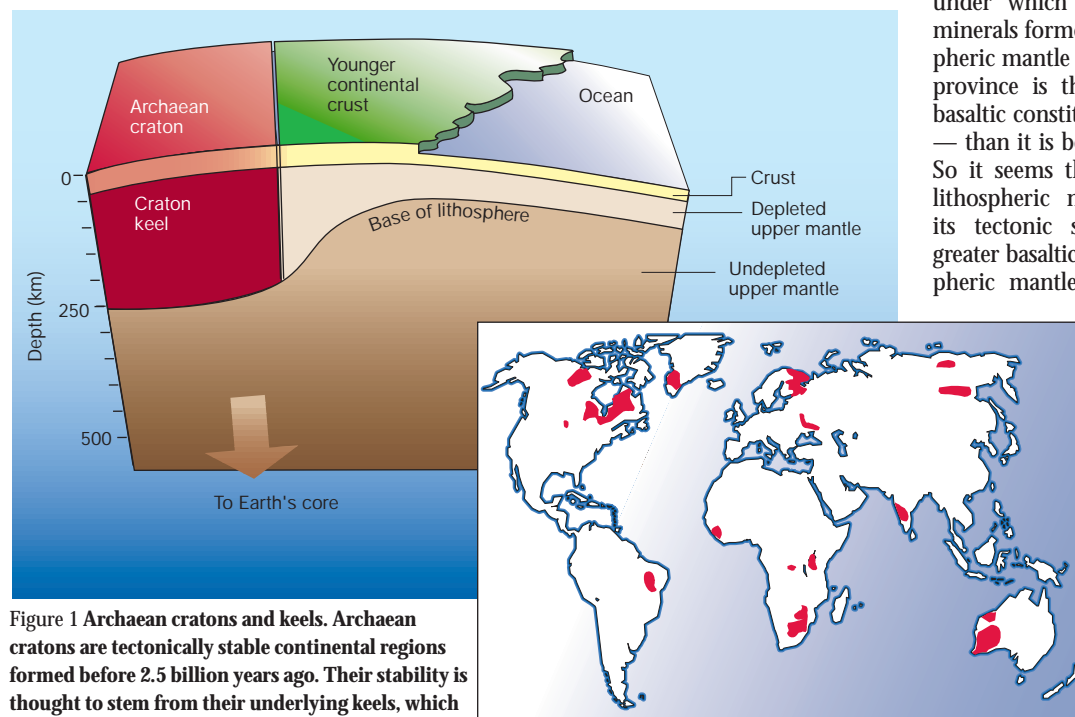 Younger
continental
crust
Ocean
Archaean
craton
0
Craton
keel
Base of lithosphere
Crust
Depleted
upper mantle
Undepleted
upper mantle
Depth (km)
250
500
To Earth's core
Figure 1 Archaean cratons and keels. Archaean
cratons are tectonically stable continental regions
formed before 2.5 billion years ago. Their stability is
thought to stem from their underlying keels, which
under which
minerals forme
pheric mantle
province is th
basaltic constit
— than it is be
So it seems th
lithospheric m
its tectonic s
greater basaltic
pheric mantle